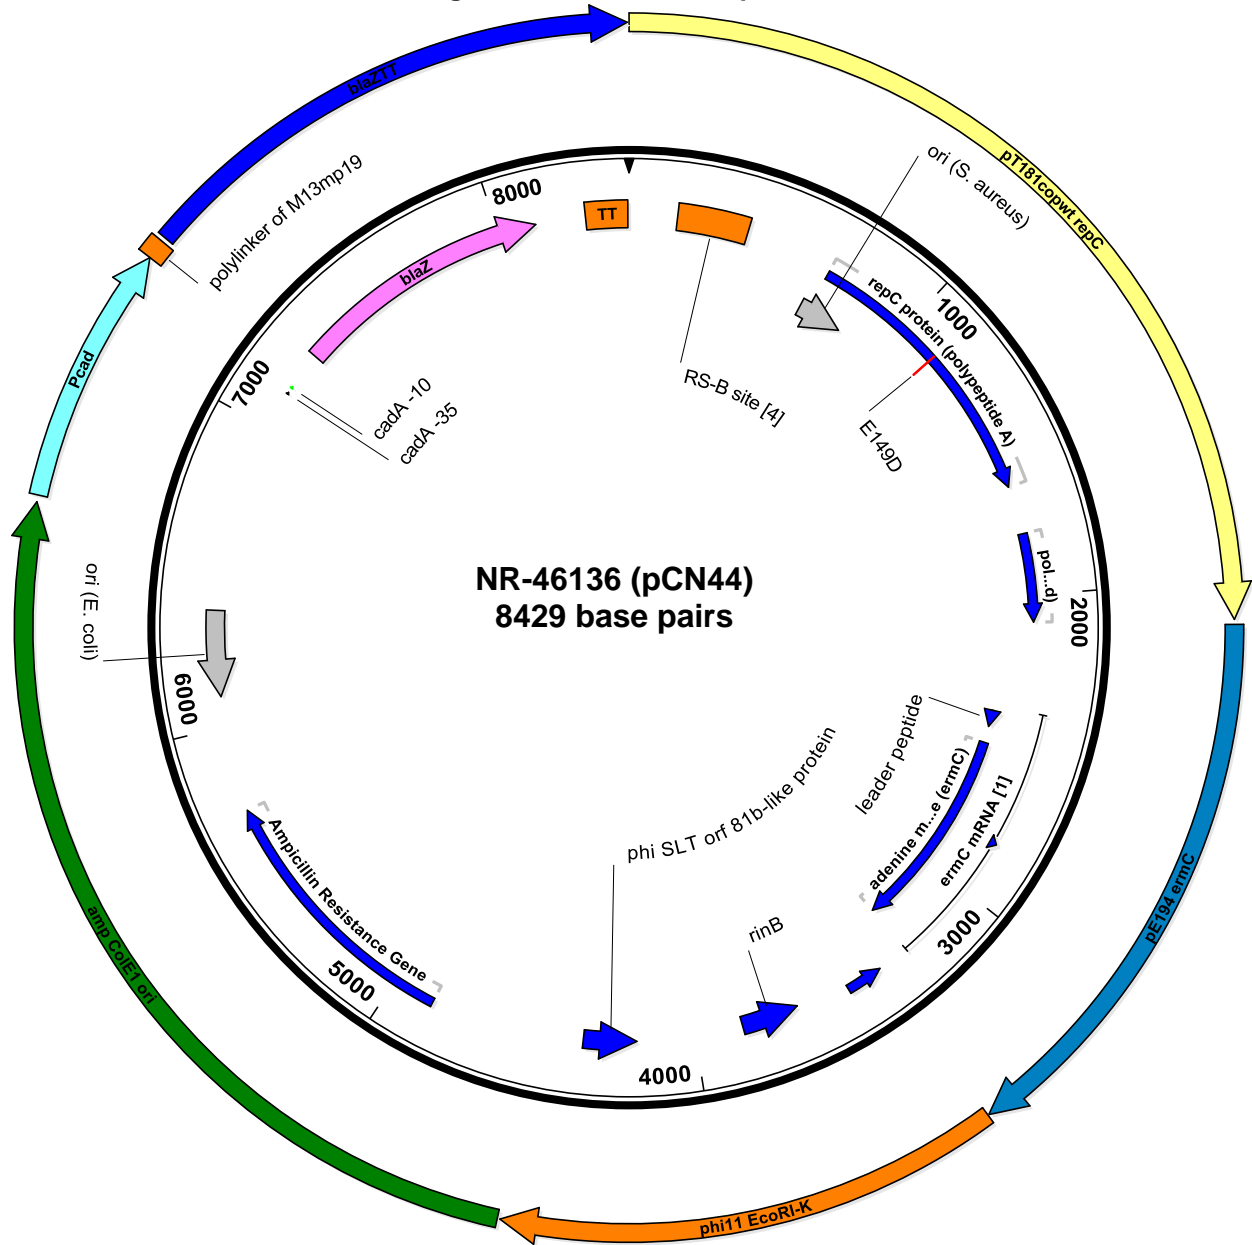 blaZTT
pT181copwt repC
ori (S. aureus)
polylinker of M13mp19
8000
TT
blaZ
repC protein (polypeptide A)
1000
Pcad
7000
RS-B site [4]
cadA -10
cadA -35
E149D
pol...d)
NR-46136 (pCN44)
8429 base pairs
2000
ori (E. coli)
6000
leader peptide
adenine m...e (ermC)
ermC mRNA [1]
phi SLT orf 81b-like protein
Ampicillin Resistance Gene
pE194 ermC
3000
rinB
amp ColE1 ori
5000
4000
phi11 EcoRI-K